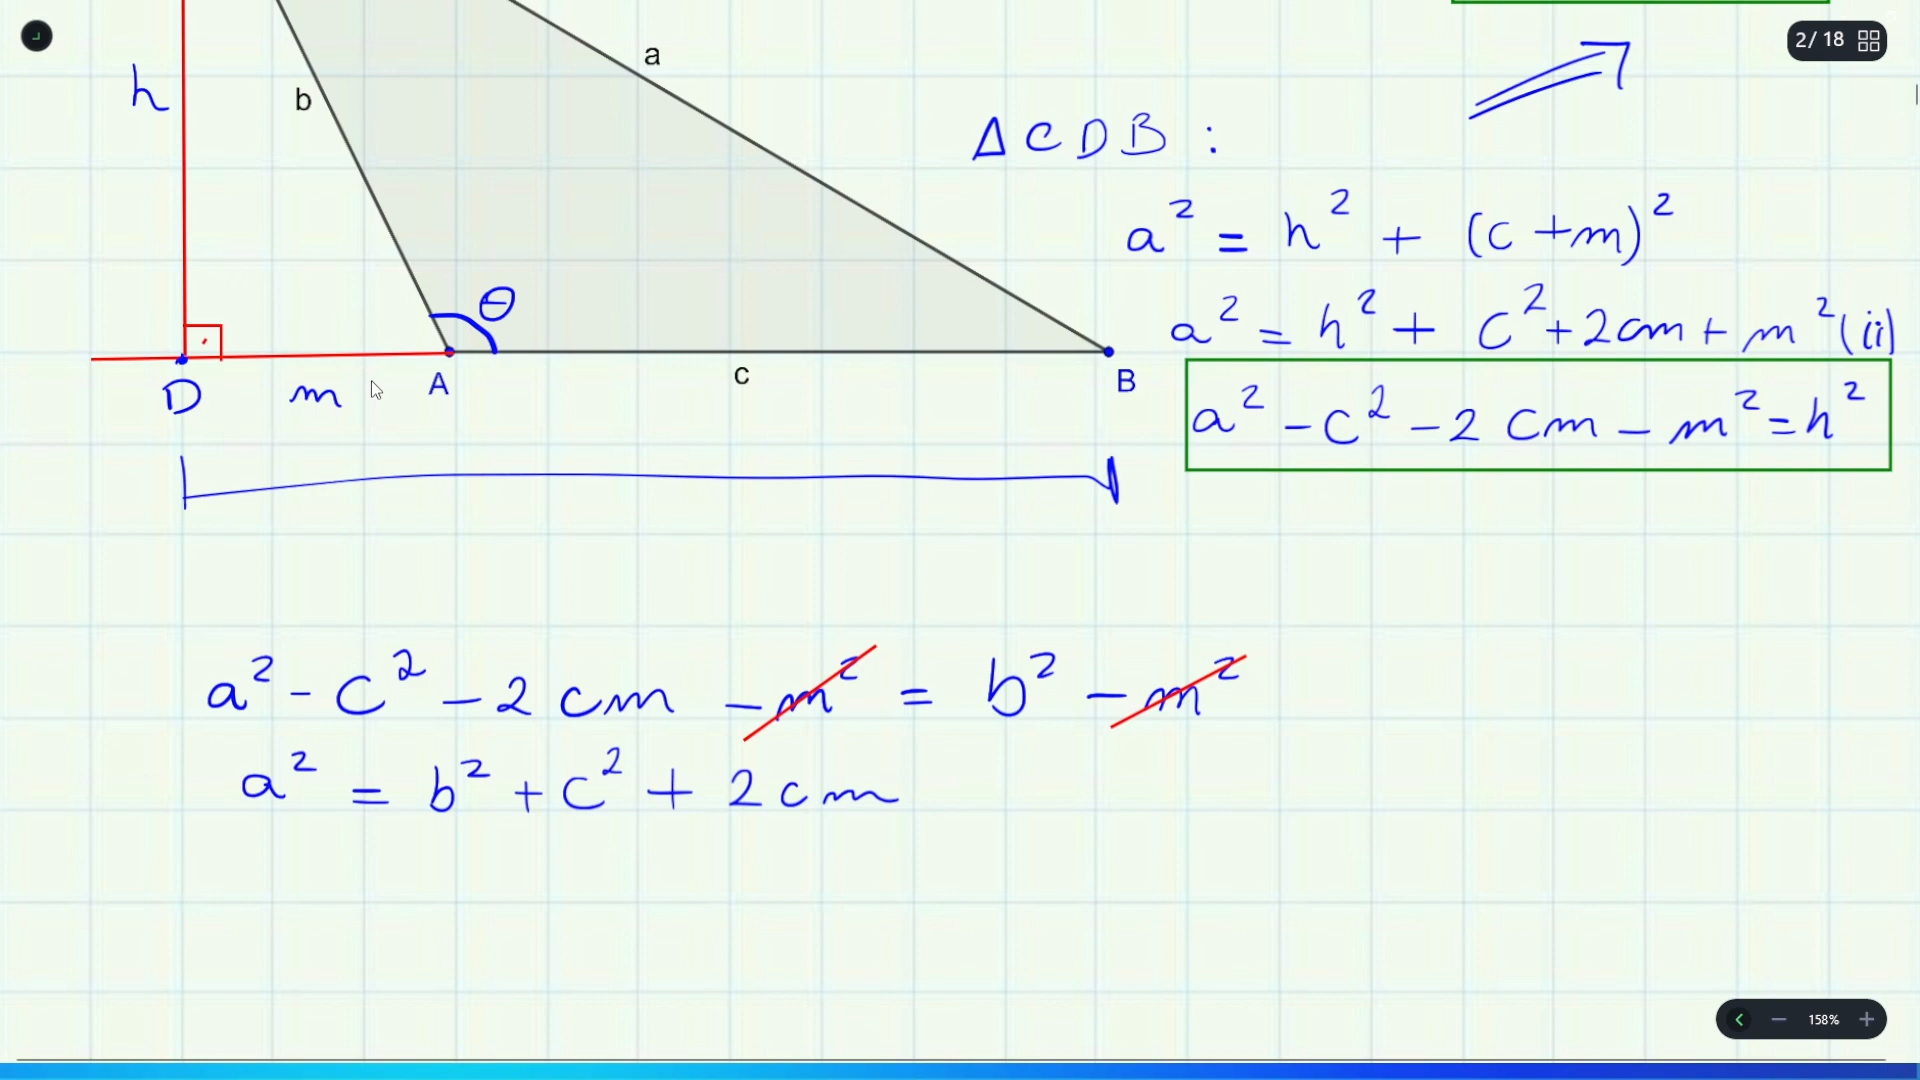 2/ 18
a
h
b
Δ C D B :
a² = h² + (c + m)²
θ
a² = h² + c² + 2cm + m² (ii)
D m A c B
a² - c² - 2 cm - m² = h²
a² - c² - 2 cm - m² = b² - m²
a² = b² + c² + 2 cm
158%